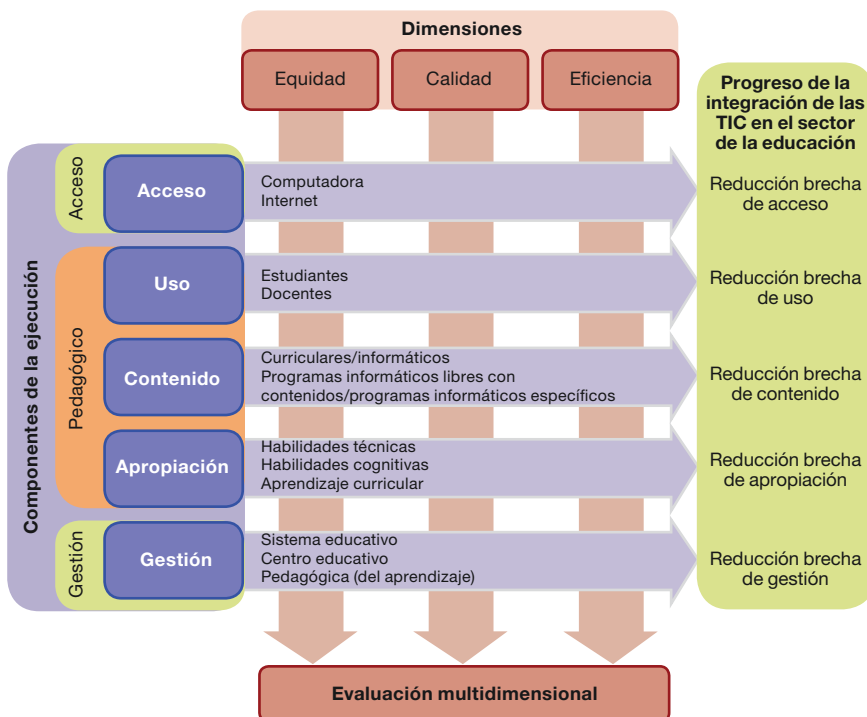 Dimensiones
Equidad
Calidad
Eficiencia
Progreso de la
integración de las
TIC en el sector
de la educación
Componentes de la ejecución
Acceso
Acceso
Computadora
Internet
Reducción brecha
de acceso
Pedagógico
Uso
Estudiantes
Docentes
Reducción brecha
de uso
Contenido
Curriculares/informáticos
Programas informáticos libres con
contenidos/programas informáticos específicos
Reducción brecha
de contenido
Apropiación
Habilidades técnicas
Habilidades cognitivas
Aprendizaje curricular
Reducción brecha
de apropiación
Gestión
Gestión
Sistema educativo
Centro educativo
Pedagógica (del aprendizaje)
Reducción brecha
de gestión
Evaluación multidimensional